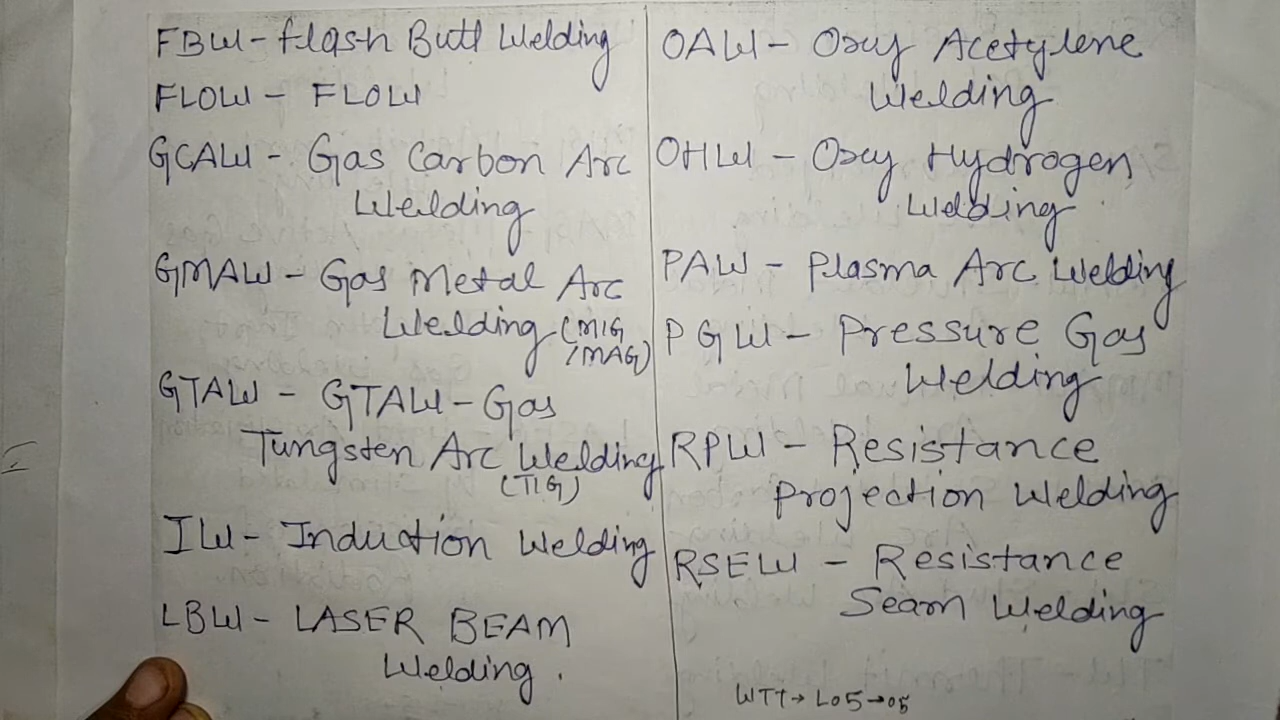 FBW - flash Butt Welding
FLOW - FLOW
GCAW - Gas Carbon Arc
Welding
GMAW - Gas Metal Arc
Welding (MIG
/MAG)
GTAW - GTAW - Gas
Tungsten Arc Welding
(TIG)
IW - Induction Welding
LBW - LASER BEAM
Welding .
OAW - Oxy Acetylene
Welding
OHW - Oxy Hydrogen
Welding
PAW - Plasma Arc Welding
PGW - Pressure Gas
Welding
RPW - Resistance
Projection Welding
RSEW - Resistance
Seam Welding
WTT → L05 → 05